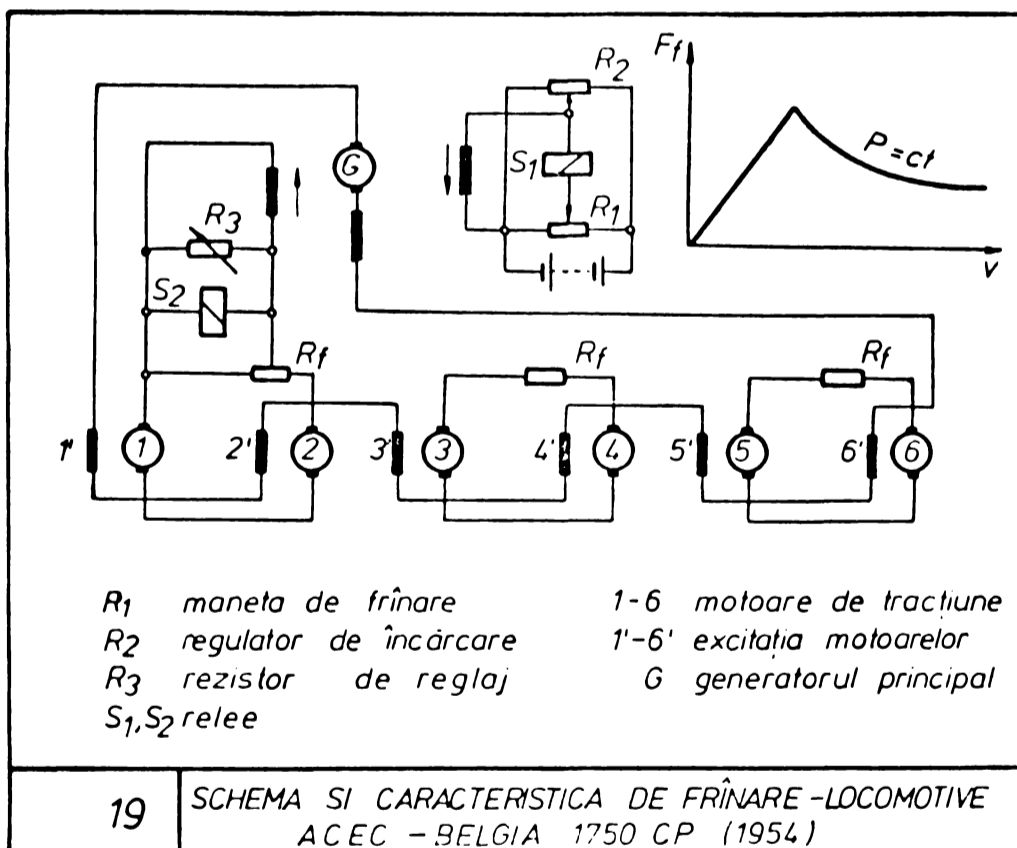 R2
Ff
P=ct
G
S1
R3
R1
v
S2
Rf
Rf
Rf
1'
1
2'
2
3'
3
4'
4
5'
5
6'
6
R1 maneta de frînare
R2 regulator de încărcare
R3 rezistor de reglaj
S1,S2 relee
1-6 motoare de tractiune
1'-6' excitația motoarelor
G generatorul principal
19
SCHEMA SI CARACTERISTICA DE FRÎNARE -LOCOMOTIVE
ACEC - BELGIA 1750 CP (1954)